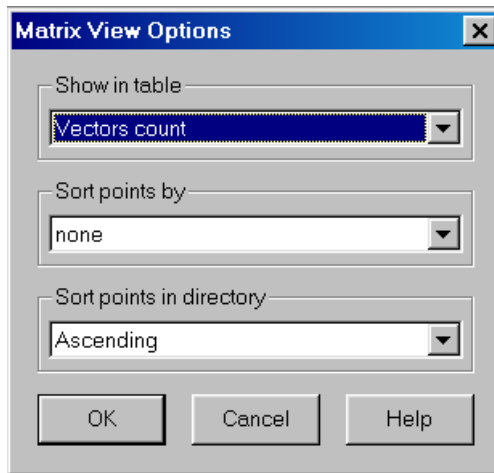 Matrix View Options
Show in table
Vectors count
Sort points by
none
Sort points in directory
Ascending
OK Cancel Help